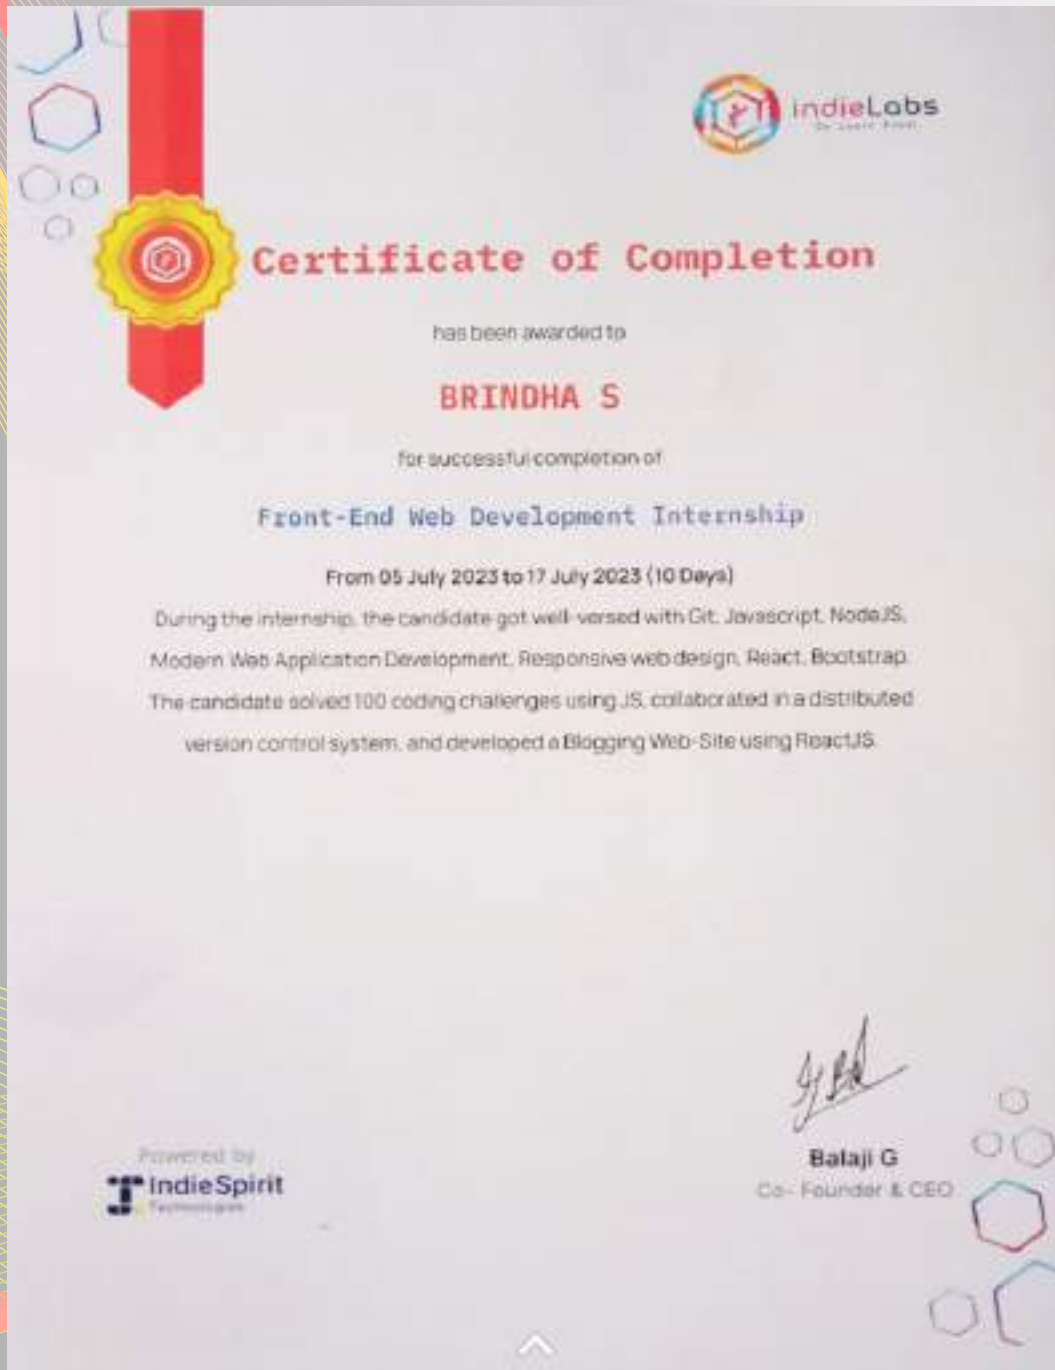 indieLabs
Certificate of Completion
has been awarded to
BRINDHA S
for successful completion of
Front-End Web Development Internship
From 05 July 2023 to 17 July 2023 (10 Days)
During the internship, the candidate got well-versed with Git, Javascript, NodeJS,
Modern Web Application Development, Responsive web design, React, Bootstrap.
The candidate solved 100 coding challenges using JS, collaborated in a distributed
version control system, and developed a Blogging Web-Site using ReactJS.
Powered by
IndieSpirit
Technologies
Balaji G
Co- Founder & CEO